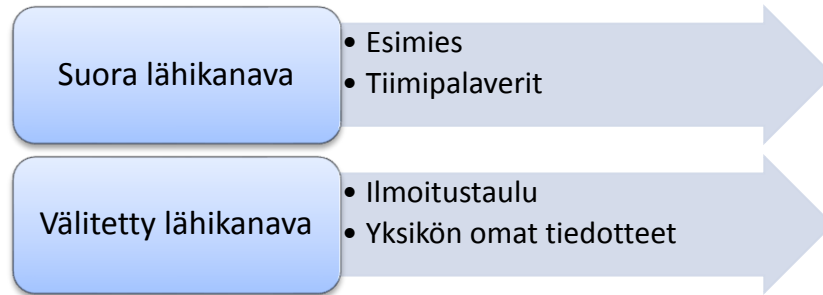 Suora lähikanava
• Esimies
• Tiimipalaverit
Välitetty lähikanava
• Ilmoitustaulu
• Yksikön omat tiedotteet